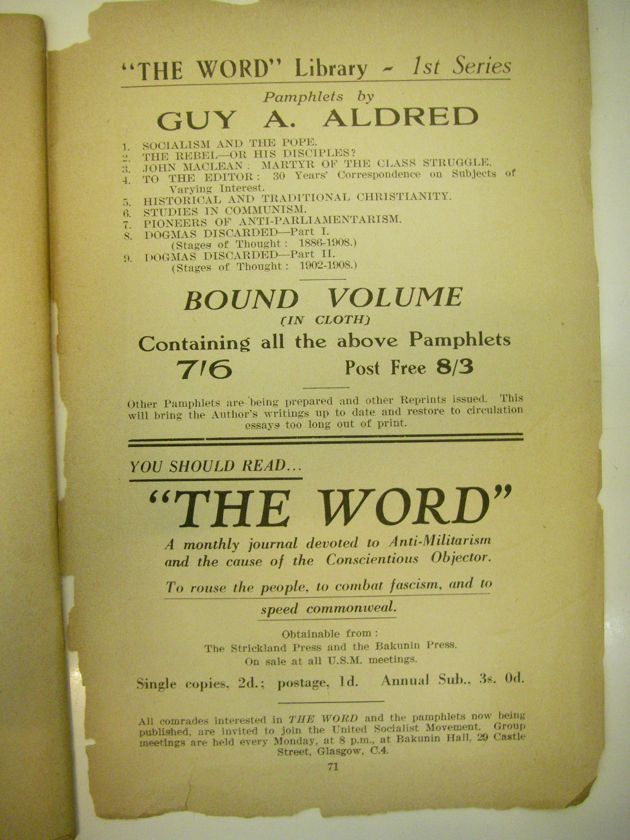 "THE WORD" Library - 1st Series
Pamphlets by
GUY A. ALDRED
1. SOCIALISM AND THE POPE.
2. THE REBEL—OR HIS DISCIPLES?
3. JOHN MACLEAN: MARTYR OF THE CLASS STRUGGLE.
4. TO THE EDITOR: 30 Years' Correspondence on Subjects of
Varying Interest.
5. HISTORICAL AND TRADITIONAL CHRISTIANITY.
6. STUDIES IN COMMUNISM.
7. PIONEERS OF ANTI-PARLIAMENTARISM.
8. DOGMAS DISCARDED—Part I.
(Stages of Thought: 1886-1908.)
9. DOGMAS DISCARDED—Part II.
(Stages of Thought: 1902-1908.)
BOUND VOLUME
(IN CLOTH)
Containing all the above Pamphlets
7/6 Post Free 8/3
Other Pamphlets are being prepared and other Reprints issued. This
will bring the Author's writings up to date and restore to circulation
essays too long out of print.
YOU SHOULD READ...
"THE WORD"
A monthly journal devoted to Anti-Militarism
and the cause of the Conscientious Objector.
To rouse the people, to combat fascism, and to
speed commonweal.
Obtainable from:
The Strickland Press and the Bakunin Press.
On sale at all U.S.M. meetings.
Single copies, 2d.; postage, 1d. Annual Sub., 3s. 0d.
All comrades interested in THE WORD and the pamphlets now being
published, are invited to join the United Socialist Movement. Group
meetings are held every Monday, at 8 p.m., at Bakunin Hall, 29 Castle
Street, Glasgow, C.4.
71